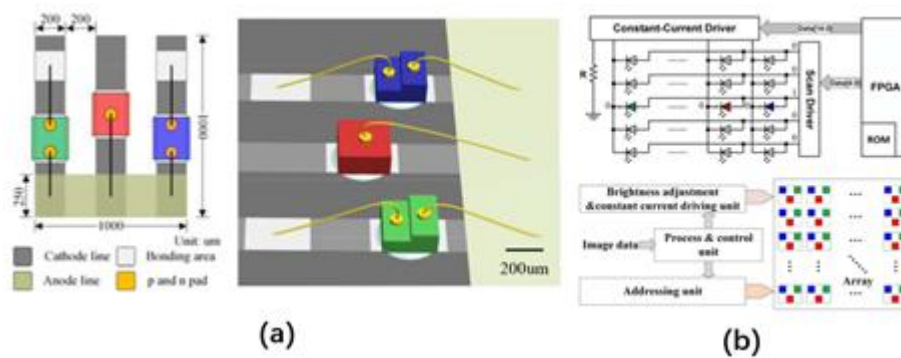 200 200
1000
250
1000
Unit: um
Cathode line
Bonding area
Anode line
p and n pad
200um
(a)
Constant-Current Driver
R
Scan Driver
FPGA
ROM
Brightness adjustment
&constant current driving unit
Image data
Process & control
unit
Addressing unit
Array
(b)